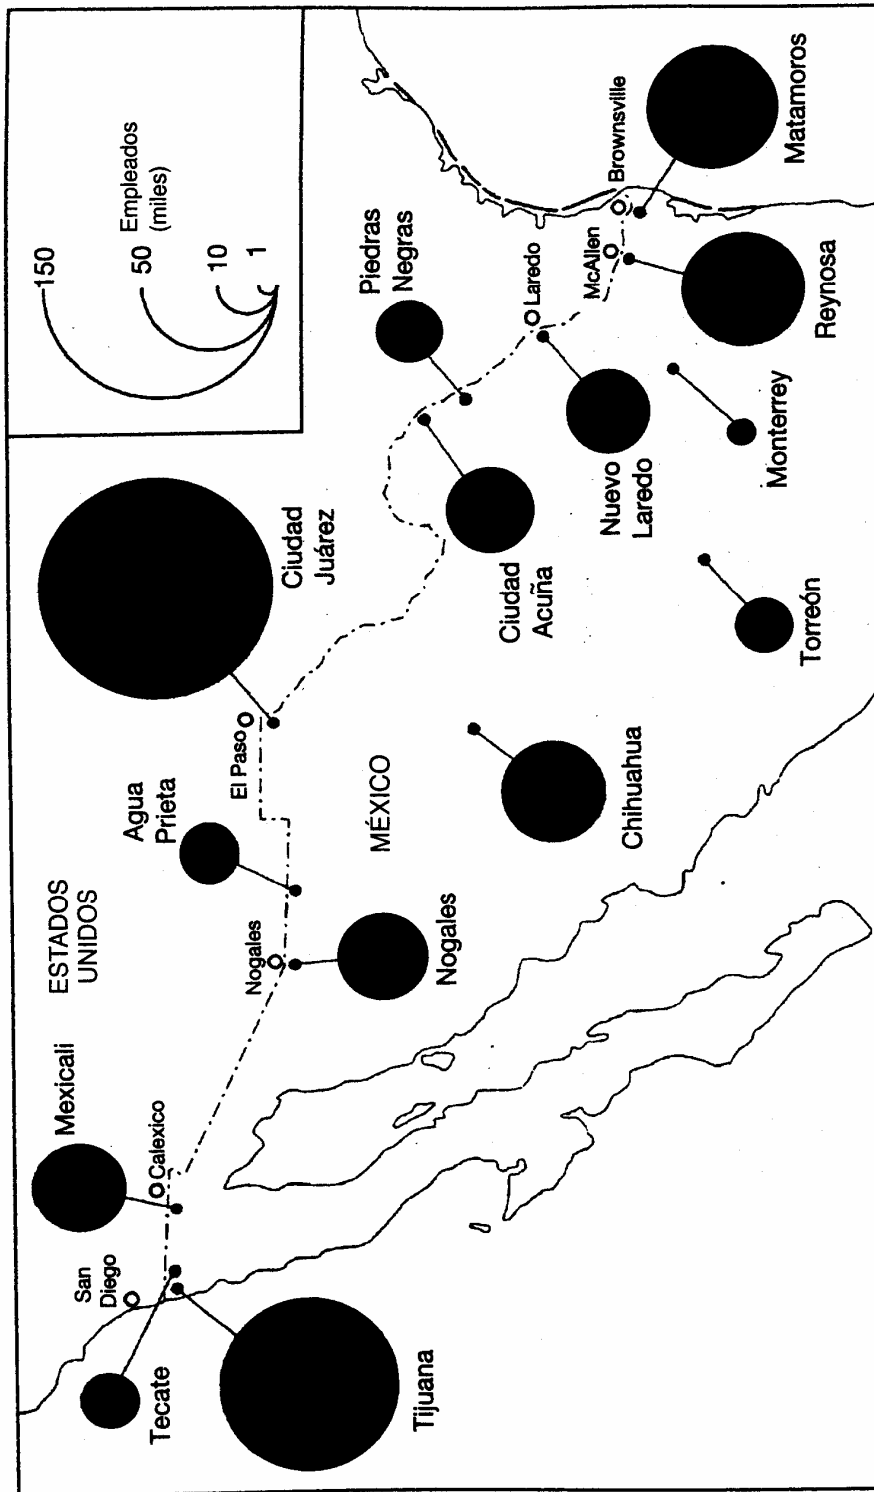 Empleados
(miles)
150
50
10
1
ESTADOS
UNIDOS
MÉXICO
San
Diego
Tecate
Tijuana
Calexico
Mexicali
Nogales
Nogales
Agua
Prieta
El Paso
Ciudad
Juárez
Chihuahua
Ciudad
Acuña
Piedras
Negras
Laredo
Nuevo
Laredo
Torreón
Monterrey
McAllen
Reynosa
Brownsville
Matamoros